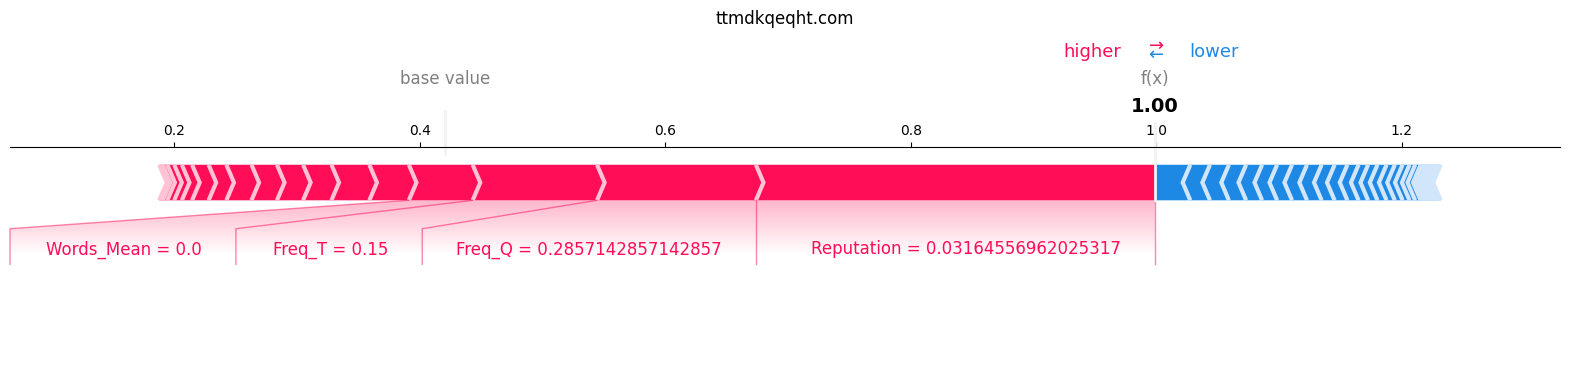 ttmdkqeqht.com
higher → ← lower
base value f(x)
1.00
0.2 0.4 0.6 0.8 1.0 1.2
Words_Mean = 0.0 Freq_T = 0.15 Freq_Q = 0.2857142857142857 Reputation = 0.03164556962025317